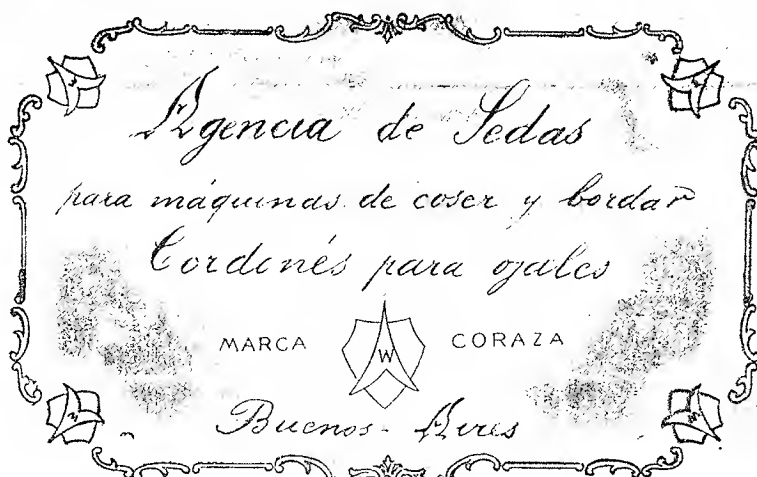 Agencia de Sedas
para máquinas de coser y bordar
Cordonés para ojales
MARCA W CORAZA
Buenos-Aires